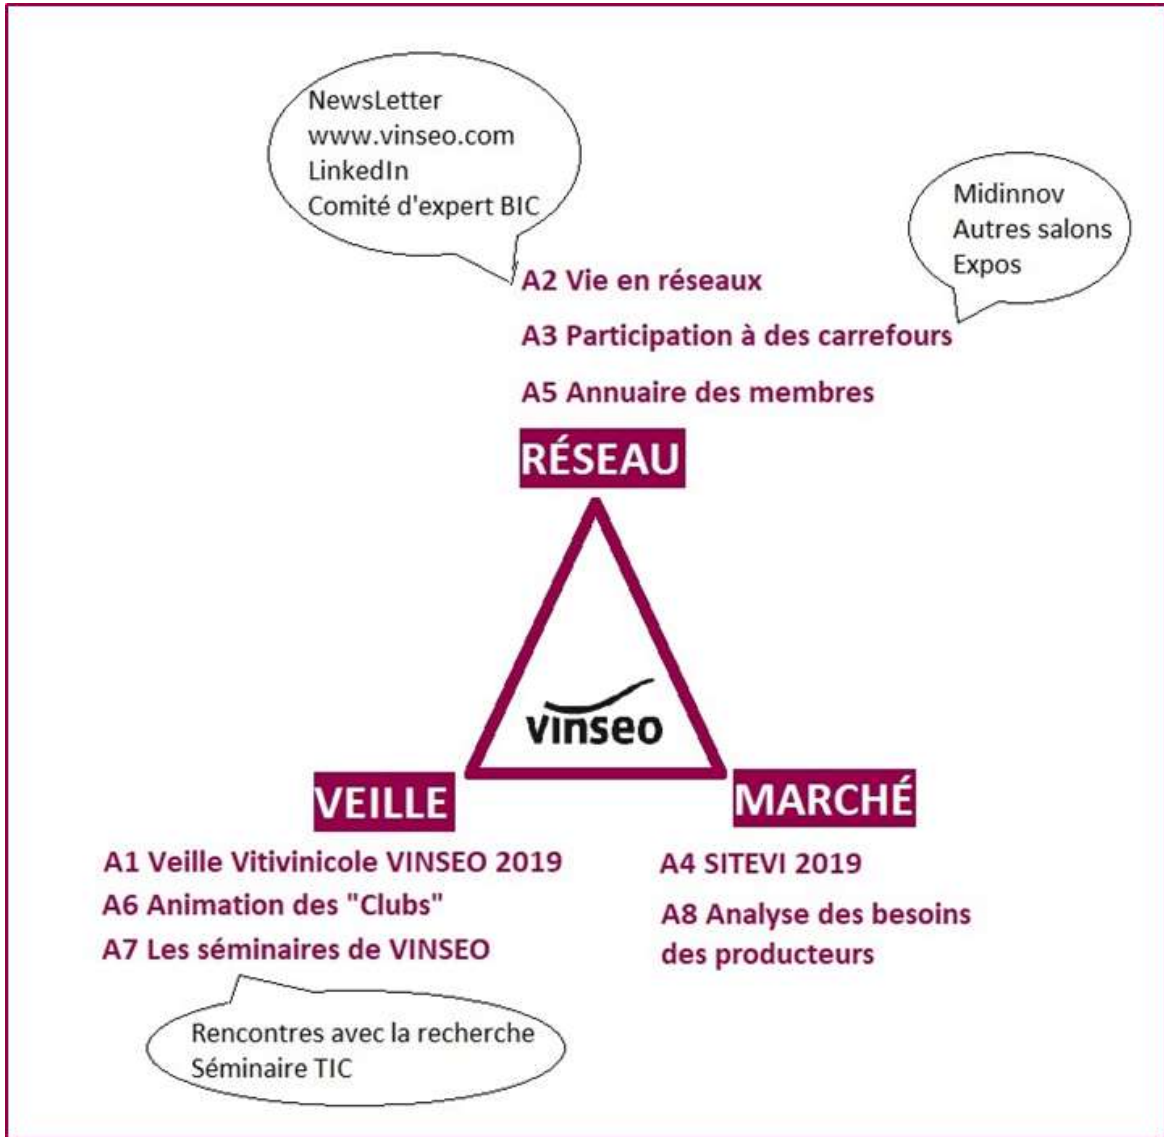 NewsLetter
www.vinseo.com
LinkedIn
Comité d'expert BIC
Midinnov
Autres salons
Expos
A2 Vie en réseaux
A3 Participation à des carrefours
A5 Annuaire des membres
RÉSEAU
vinseo
VEILLE
A1 Veille Vitivinicole VINSEO 2019
A6 Animation des "Clubs"
A7 Les séminaires de VINSEO
Rencontres avec la recherche
Séminaire TIC
MARCHÉ
A4 SITEVI 2019
A8 Analyse des besoins
des producteurs